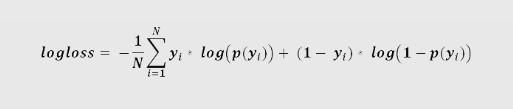 logloss = − 1/N ∑_{i=1}^{N} y_i * log(p(y_i)) + (1 − y_i) * log(1 − p(y_i))